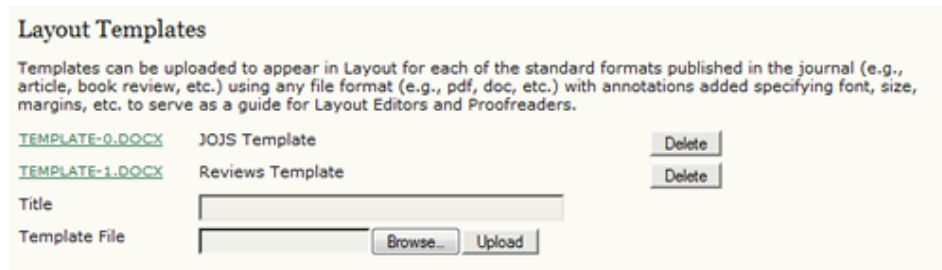 Layout Templates
Templates can be uploaded to appear in Layout for each of the standard formats published in the journal (e.g.,
article, book review, etc.) using any file format (e.g., pdf, doc, etc.) with annotations added specifying font, size,
margins, etc. to serve as a guide for Layout Editors and Proofreaders.
TEMPLATE-0.DOCX JOJS Template Delete
TEMPLATE-1.DOCX Reviews Template Delete
Title
Template File Browse... Upload